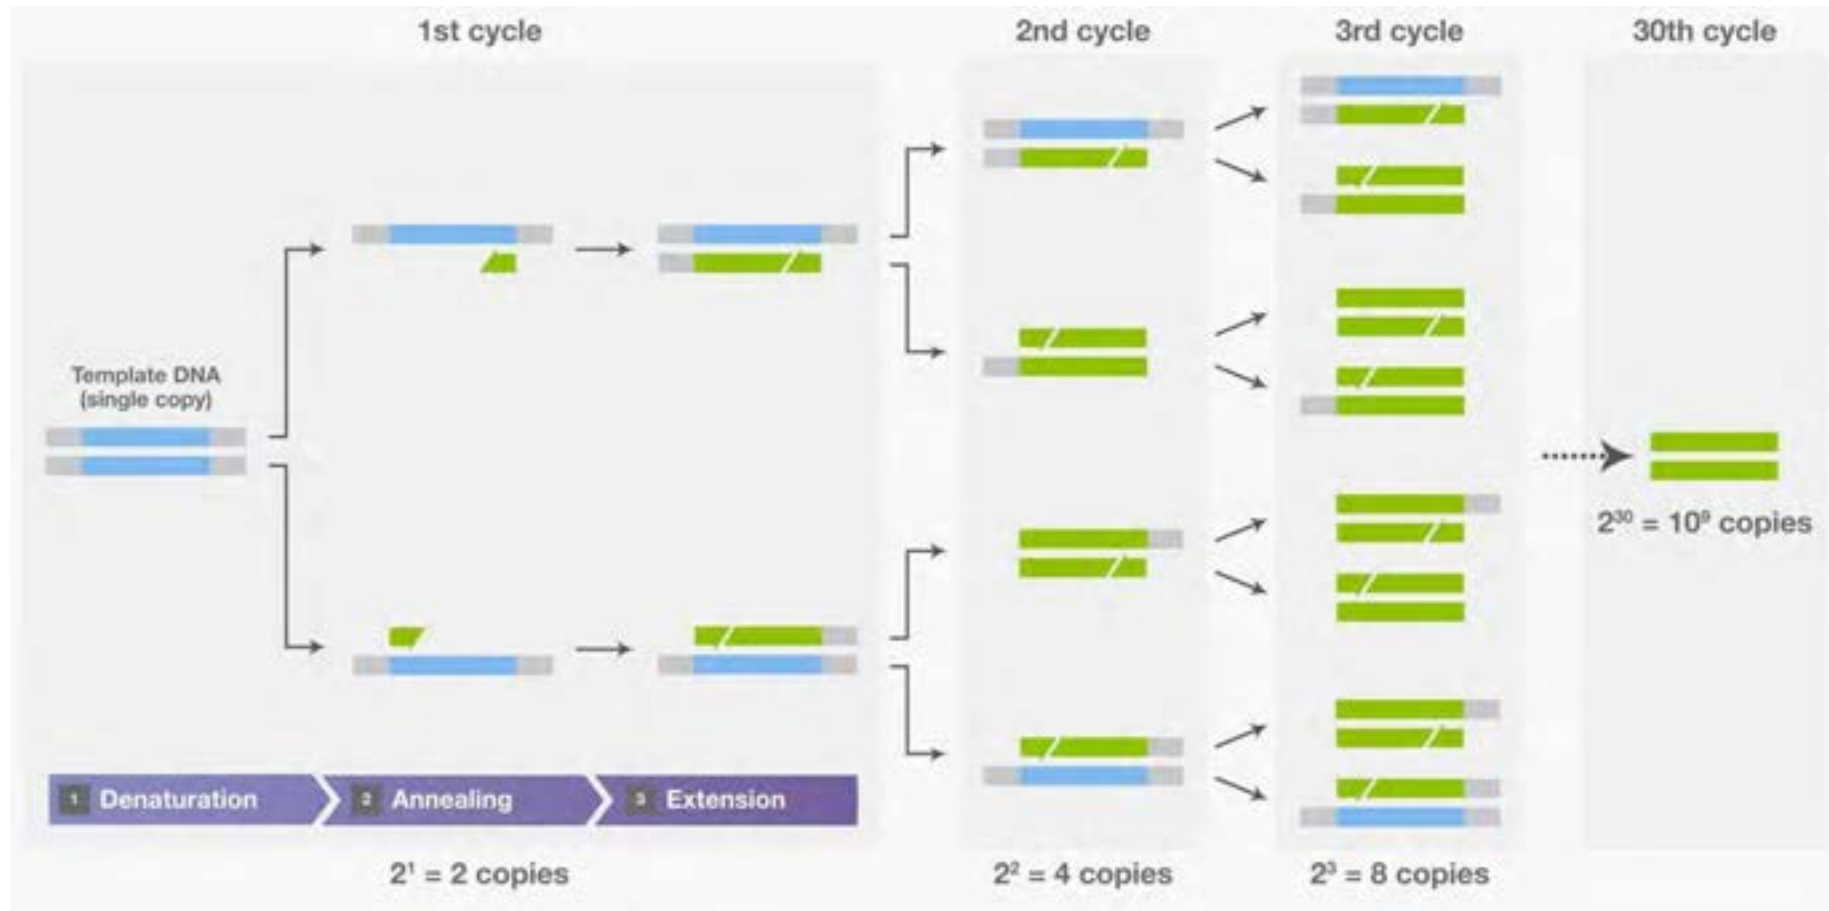 1st cycle
2nd cycle
3rd cycle
30th cycle
Template DNA
(single copy)
2³⁰ = 10⁹ copies
1 Denaturation
2 Annealing
3 Extension
2¹ = 2 copies
2² = 4 copies
2³ = 8 copies